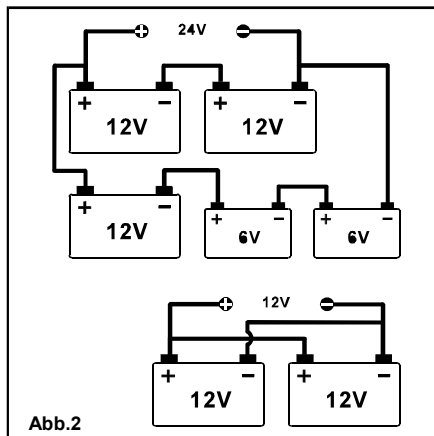 + 24V −
+ − + −
12V 12V
+ − + − + −
12V 6V 6V
+ 12V −
+ − + −
12V 12V
Abb.2